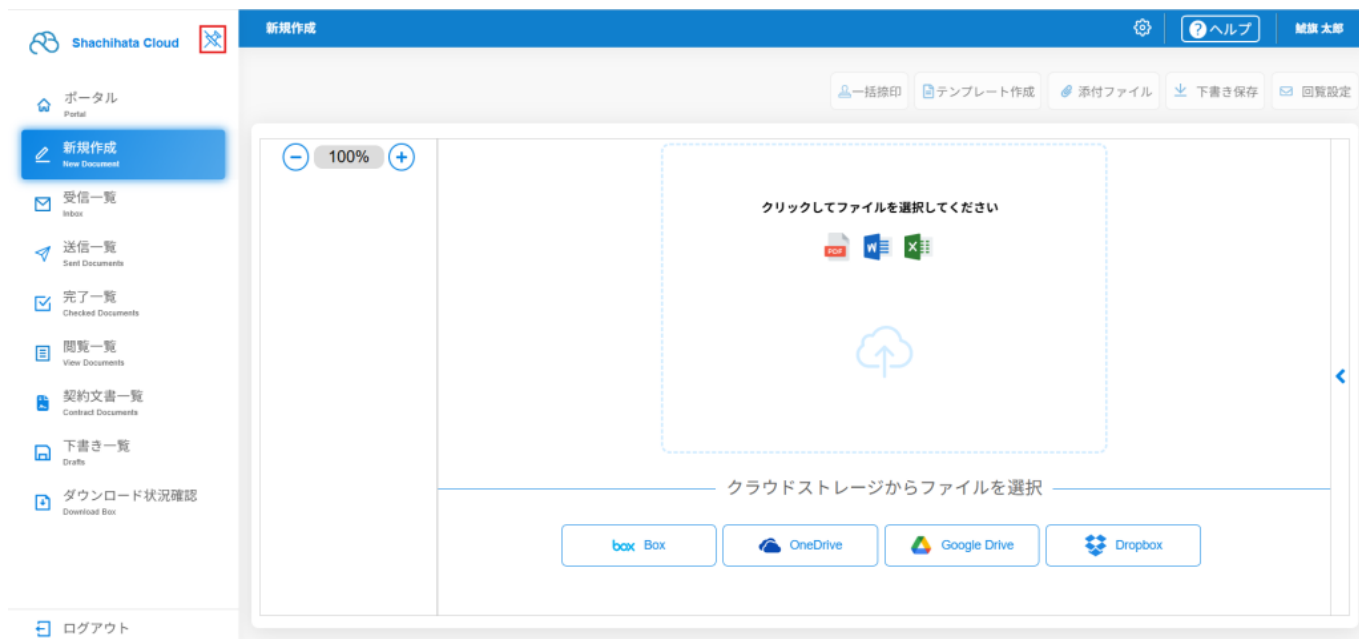 Shachihata Cloud
新規作成
ヘルプ
鯱旗 太郎
一括捺印
テンプレート作成
添付ファイル
下書き保存
回覧設定
ポータル
Portal
新規作成
New Document
受信一覧
Inbox
送信一覧
Sent Documents
完了一覧
Checked Documents
閲覧一覧
View Documents
契約文書一覧
Contract Documents
下書き一覧
Drafts
ダウンロード状況確認
Download Box
ログアウト
100%
クリックしてファイルを選択してください
PDF
クラウドストレージからファイルを選択
box Box
OneDrive
Google Drive
Dropbox